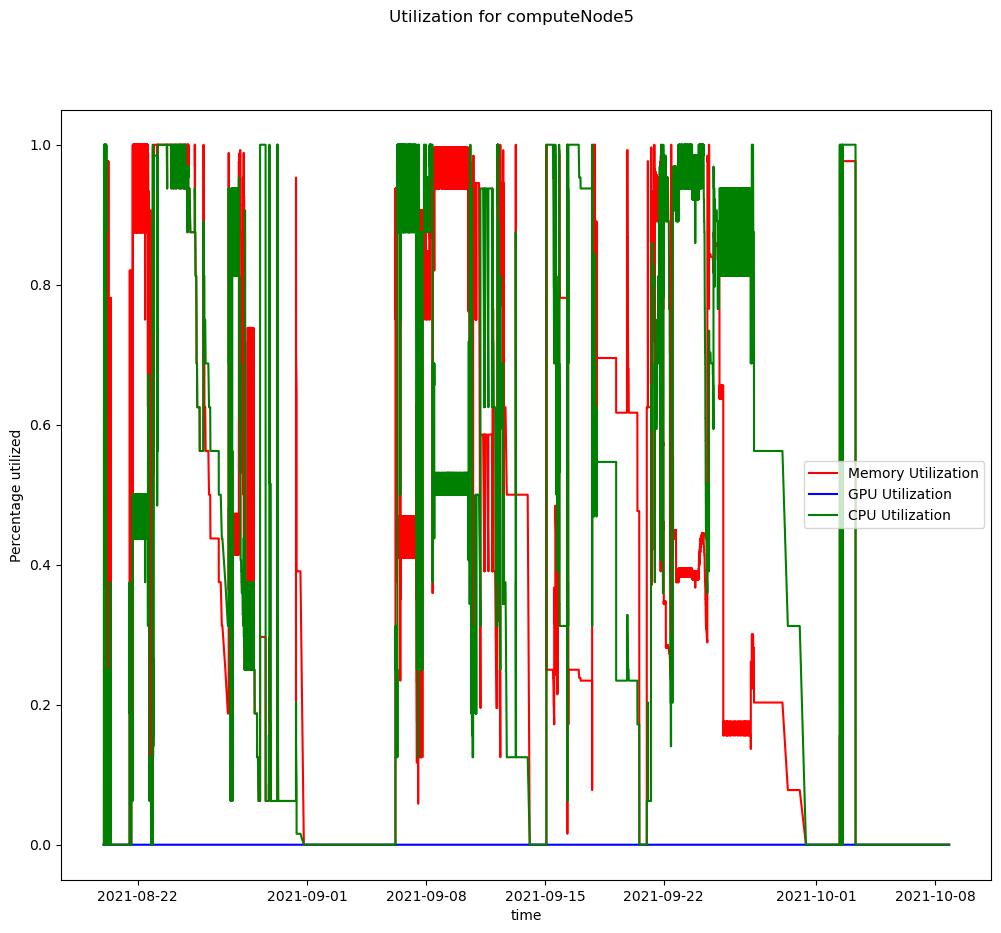 Utilization for computeNode5
1.0
0.8
0.6
0.4
0.2
0.0
Percentage utilized
Memory Utilization
GPU Utilization
CPU Utilization
2021-08-22
2021-09-01
2021-09-08
2021-09-15
2021-09-22
2021-10-01
2021-10-08
time